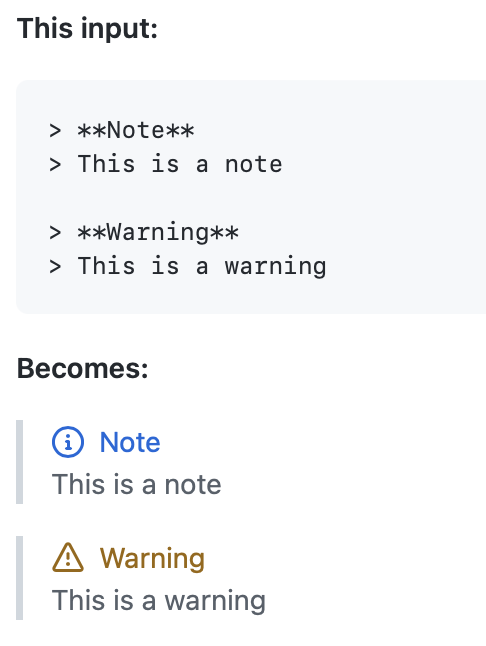 This input:
> **Note**
> This is a note
> **Warning**
> This is a warning
Becomes:
Note
This is a note
Warning
This is a warning